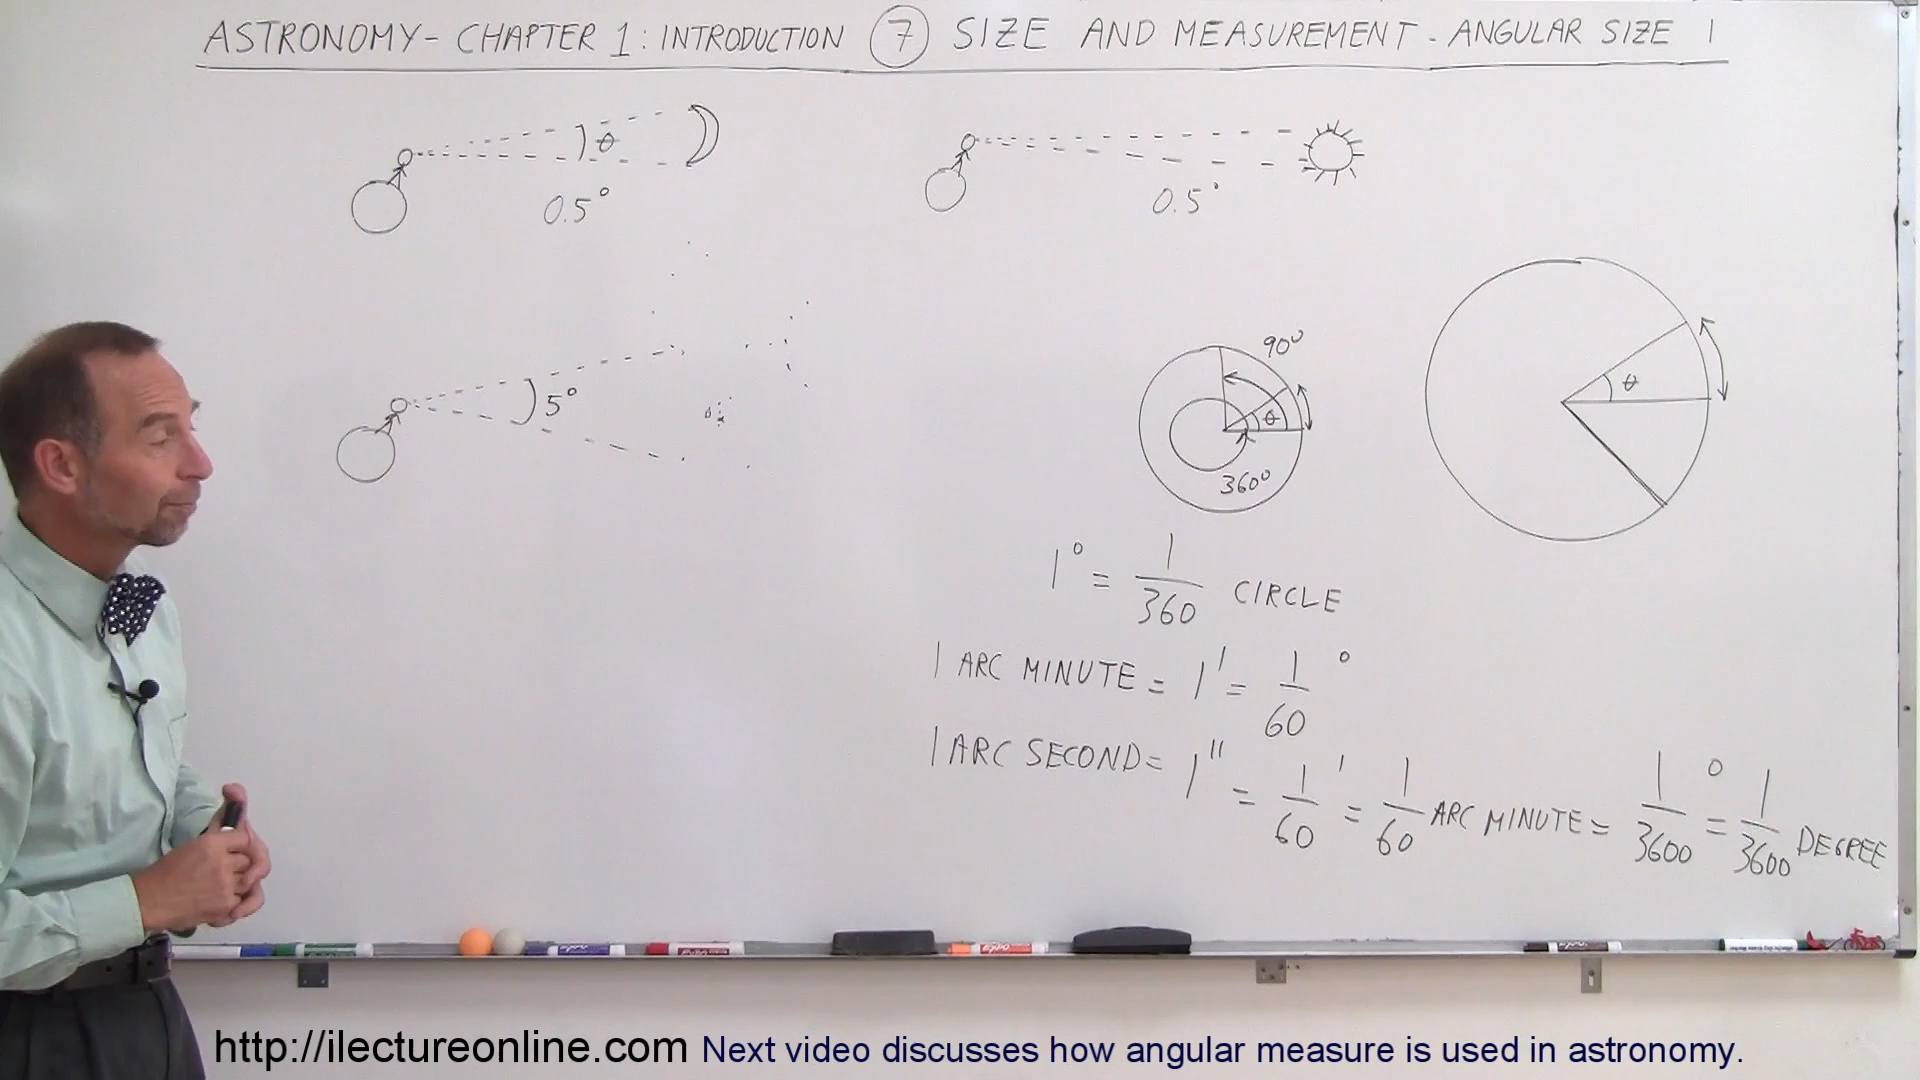 ASTRONOMY - CHAPTER 1: INTRODUCTION 7 SIZE AND MEASUREMENT - ANGULAR SIZE 1
θ
0.5°
0.5°
5°
90°
θ
360°
θ
1° = 1/360 CIRCLE
1 ARC MINUTE = 1' = 1/60 °
1 ARC SECOND = 1" = 1/60 ' = 1/60 ARC MINUTE = 1/3600 ° = 1/3600 DEGREE
http://ilectureonline.com Next video discusses how angular measure is used in astronomy.